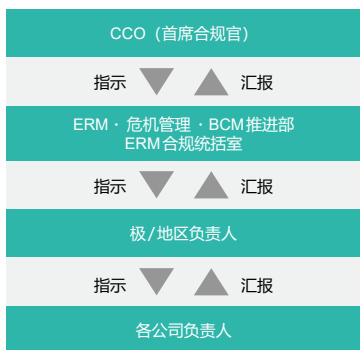 CCO（首席合规官）
指示 汇报
ERM · 危机管理 · BCM推进部
ERM合规统括室
指示 汇报
极/地区负责人
指示 汇报
各公司负责人